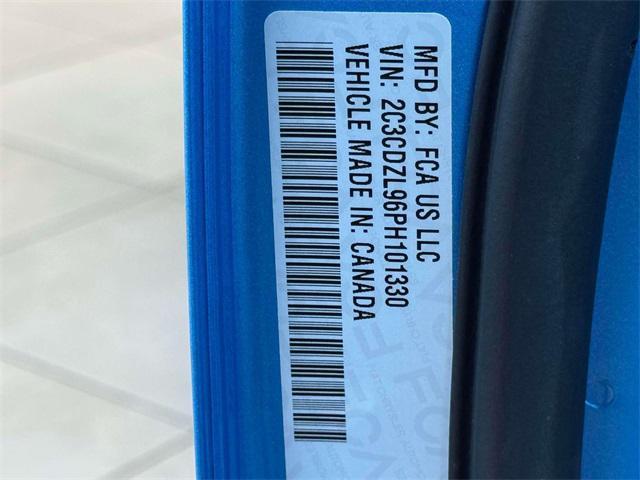 MFD BY: FCA US LLC
VIN: 2C3CDZL96PH101330
VEHICLE MADE IN: CANADA